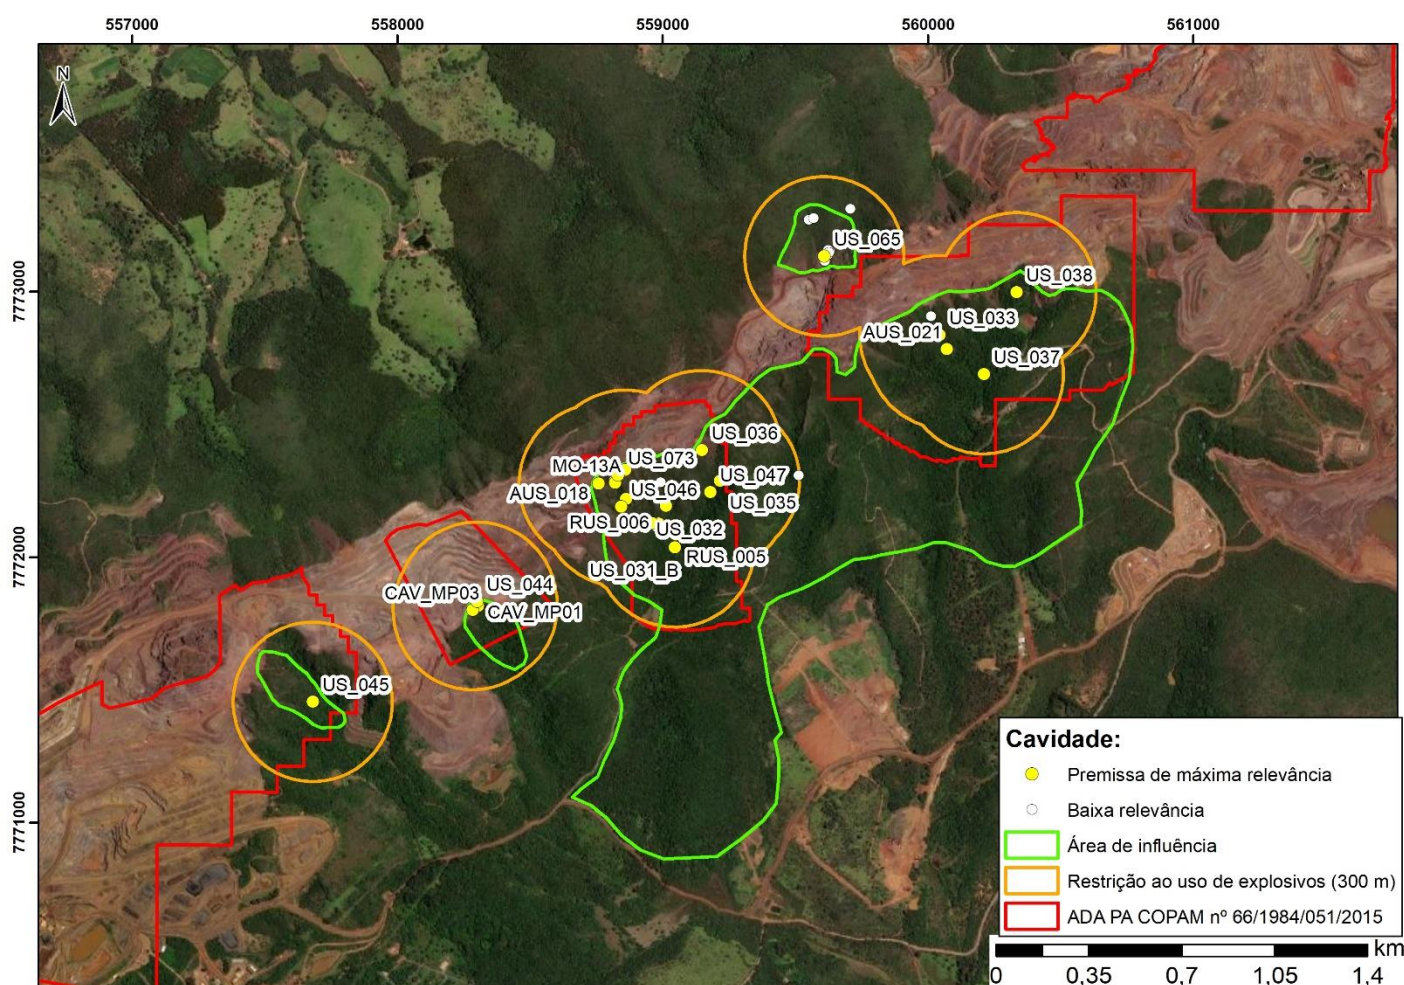 557000
558000
559000
560000
561000
N
7773000
7772000
7771000
US_065
US_038
US_033
AUS_021
US_037
US_036
US_073
MO-13A
US_047
AUS_018
US_046
US_035
RUS_006
US_032
RUS_005
US_031_B
US_044
CAV_MP03
CAV_MP01
US_045
Cavidade:
Premissa de máxima relevância
Baixa relevância
Área de influência
Restrição ao uso de explosivos (300 m)
ADA PA COPAM nº 66/1984/051/2015
km
0 0,35 0,7 1,05 1,4